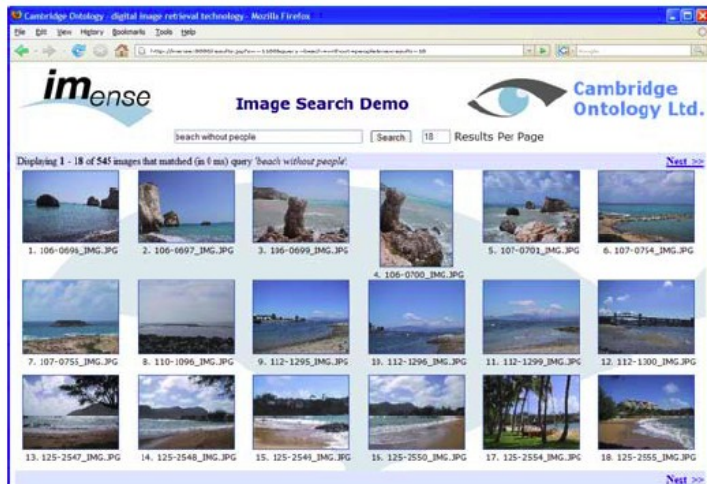 Cambridge Ontology - digital image retrieval technology - Mozilla Firefox
File Edit View History Bookmarks Tools Help
imense
Image Search Demo
Cambridge
Ontology Ltd.
beach without people Search 18 Results Per Page
Displaying 1 - 18 of 545 images that matched (in 0 ms) query 'beach without people'.
Next >>
1. 106-0696_IMG.JPG 2. 106-0697_IMG.JPG 3. 106-0699_IMG.JPG 4. 106-0700_IMG.JPG 5. 107-0701_IMG.JPG 6. 107-0754_IMG.JPG
7. 107-0755_IMG.JPG 8. 110-1096_IMG.JPG 9. 112-1295_IMG.JPG 10. 112-1296_IMG.JPG 11. 112-1299_IMG.JPG 12. 112-1300_IMG.JPG
13. 125-2547_IMG.JPG 14. 125-2548_IMG.JPG 15. 125-2549_IMG.JPG 16. 125-2550_IMG.JPG 17. 125-2554_IMG.JPG 18. 125-2555_IMG.JPG
Next >>